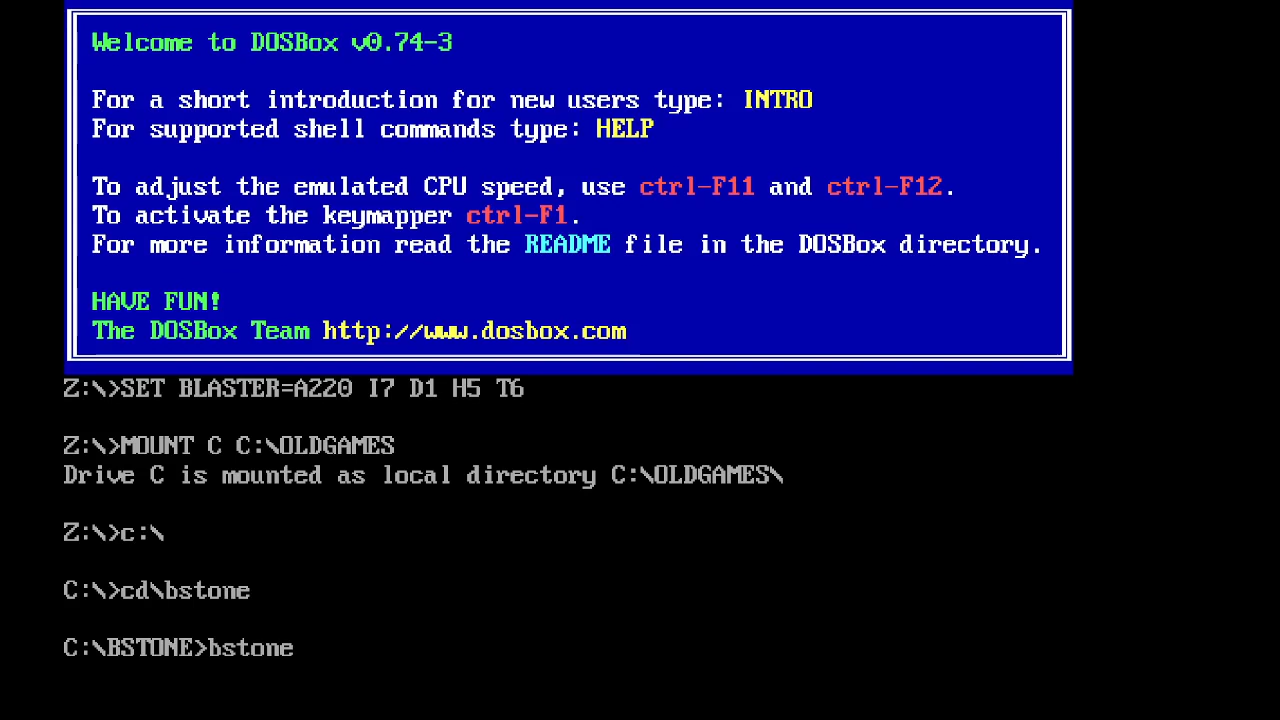 Welcome to DOSBox v0.74-3
For a short introduction for new users type: INTRO
For supported shell commands type: HELP
To adjust the emulated CPU speed, use ctrl-F11 and ctrl-F12.
To activate the keymapper ctrl-F1.
For more information read the README file in the DOSBox directory.
HAVE FUN!
The DOSBox Team http://www.dosbox.com
Z:\>SET BLASTER=A220 I7 D1 H5 T6
Z:\>MOUNT C C:\OLDGAMES
Drive C is mounted as local directory C:\OLDGAMES\
Z:\>c:\
C:\>cd\bstone
C:\BSTONE>bstone